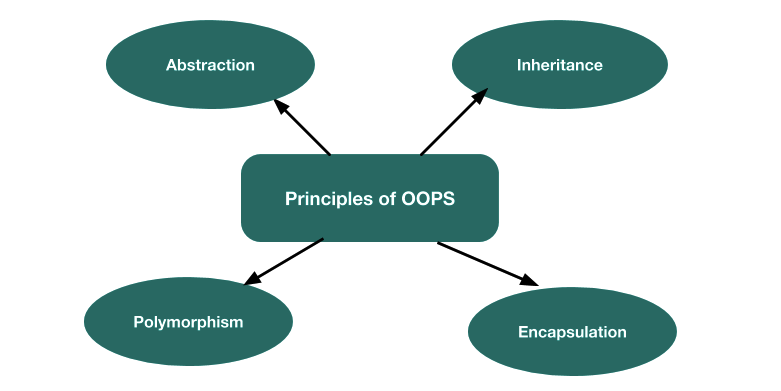 Abstraction
Inheritance
Principles of OOPS
Polymorphism
Encapsulation